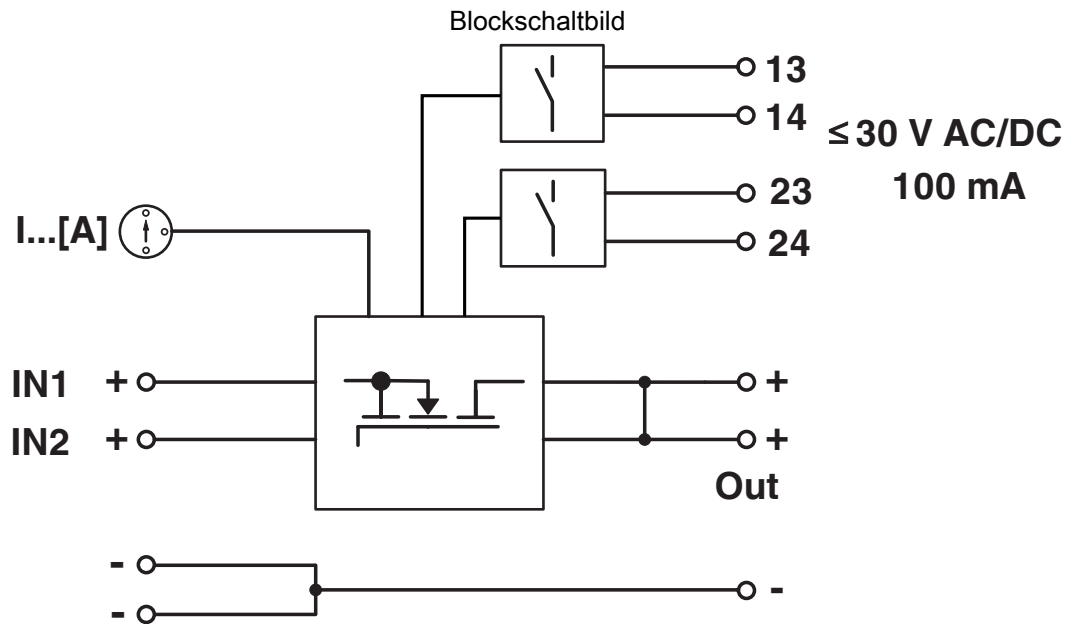 Blockschaltbild
13
14
≤ 30 V AC/DC
100 mA
23
24
I...[A]
IN1 +
+
IN2 +
+
Out
-
-
-